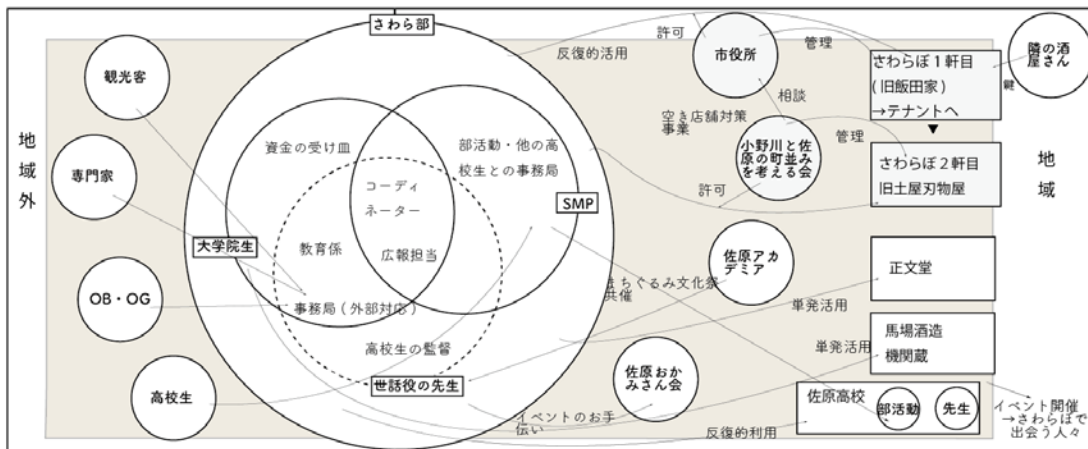 さわら部
地域外
観光客
専門家
OB・OG
高校生
資金の受け皿
部活動・他の高
校生との事務局
コーディ
ネーター
SMP
大学院生
教育係
広報担当
事務局(外部対応)
高校生の監督
世話役の先生
反復的活用
許可
市役所
管理
相談
空き店舗対策
事業
小野川と佐
原の町並み
を考える会
管理
許可
さわらぼ1軒目
(旧飯田家)
→テナントへ
▼
さわらぼ2軒目
旧土屋刃物屋
鍵
隣の酒
屋さん
地域
佐原アカ
デミア
まちぐるみ文化祭
共催
正文堂
単発活用
馬場酒造
機関蔵
単発活用
佐原おか
みさん会
イベントのお手
伝い
反復的利用
佐原高校
部活動
先生
イベント開催
→さわらぼで
出会う人々